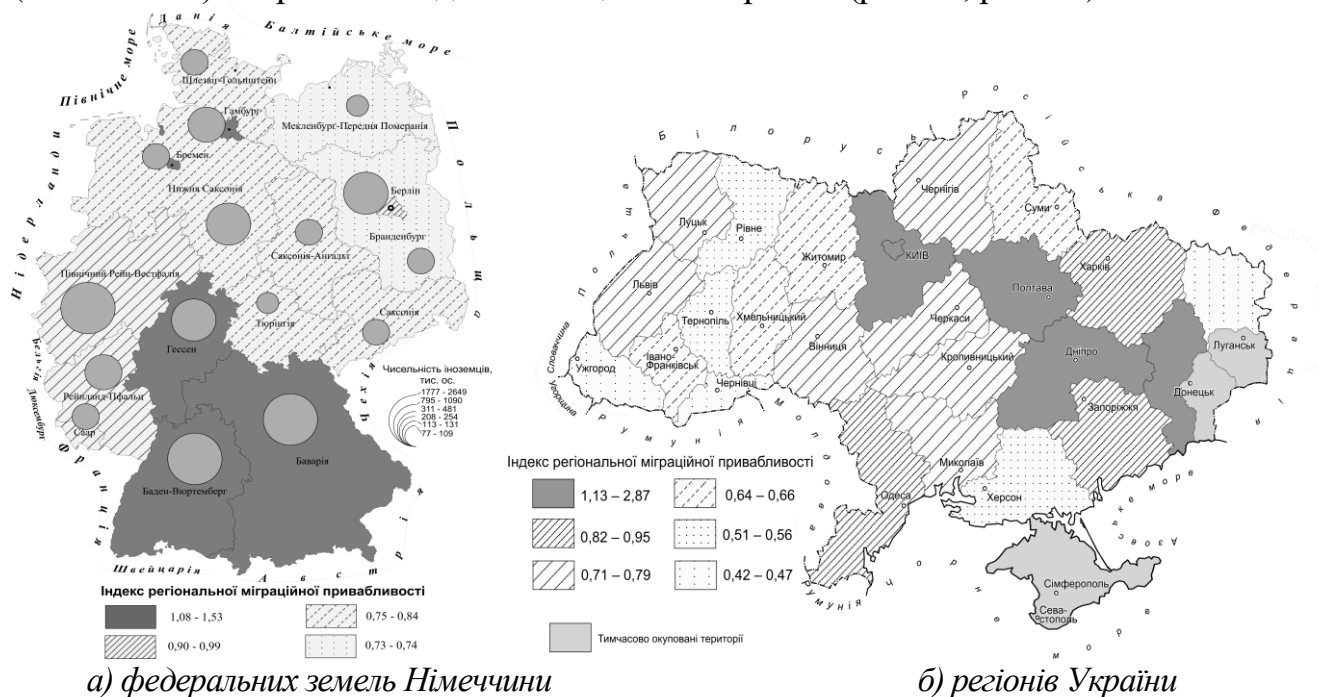 Данія
Балтійське море
Північне море
Шлезвіг-Гольштейн
Гамбург
Мекленбург-Передня Померанія
Бремен
Нижня Саксонія
Берлін
Нідерланди
Польща
Бранденбург
Саксонія-Ангальт
Північний Рейн-Вестфалія
Саксонія
Тюрінгія
Гессен
Бельгія
Рейнланд-Пфальц
Люксембург
Чехія
Саар
Франція
Баварія
Баден-Вюртемберг
Швейцарія
Австрія
Чисельність іноземців,
тис. ос.
1777 - 2649
795 - 1090
311 - 481
208 - 254
113 - 131
77 - 109
Індекс регіональної міграційної привабливості
1,08 - 1,53
0,90 - 0,99
0,75 - 0,84
0,73 - 0,74
а) федеральних земель Німеччини
Білорусь
Російська Федерація
Польща
Словаччина
Угорщина
Румунія
Молдова
Румунія
Чорне море
Азовське море
Луцьк
Рівне
Житомир
КИЇВ
Чернігів
Суми
Львів
Тернопіль
Хмельницький
Вінниця
Черкаси
Полтава
Харків
Ужгород
Івано-
Франківськ
Чернівці
Кропивницький
Дніпро
Луганськ
Донецьк
Запоріжжя
Миколаїв
Херсон
Одеса
Сімферополь
Сева-
стополь
Індекс регіональної міграційної привабливості
1,13 – 2,87
0,82 – 0,95
0,71 – 0,79
0,64 – 0,66
0,51 – 0,56
0,42 – 0,47
Тимчасово окуповані території
б) регіонів України